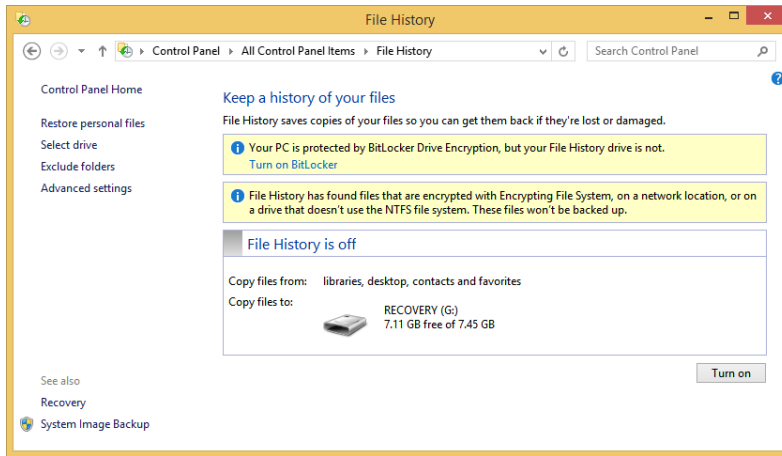 File History
Control Panel All Control Panel Items File History
Search Control Panel
Control Panel Home
Restore personal files
Select drive
Exclude folders
Advanced settings
Keep a history of your files
File History saves copies of your files so you can get them back if they're lost or damaged.
Your PC is protected by BitLocker Drive Encryption, but your File History drive is not.
Turn on BitLocker
File History has found files that are encrypted with Encrypting File System, on a network location, or on
a drive that doesn't use the NTFS file system. These files won't be backed up.
File History is off
Copy files from: libraries, desktop, contacts and favorites
Copy files to:
RECOVERY (G:)
7.11 GB free of 7.45 GB
Turn on
See also
Recovery
System Image Backup